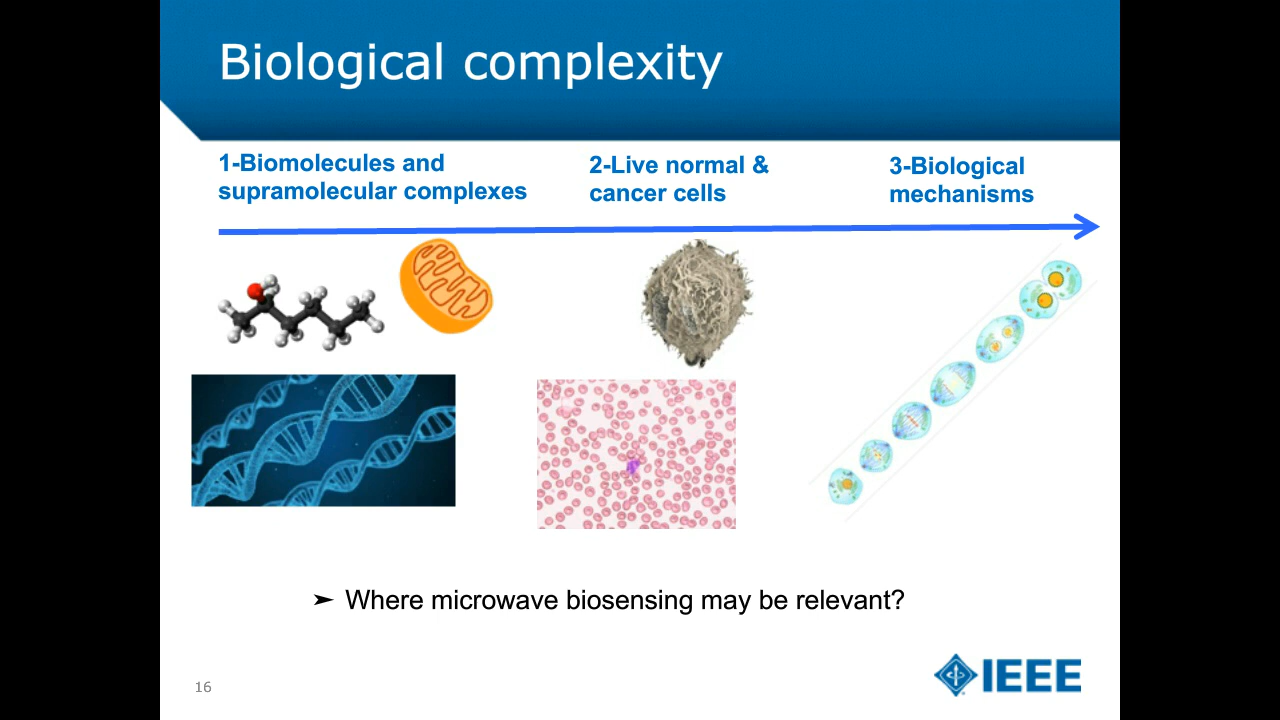 Biological complexity
1-Biomolecules and
supramolecular complexes
2-Live normal &
cancer cells
3-Biological
mechanisms
➢ Where microwave biosensing may be relevant?
16
IEEE